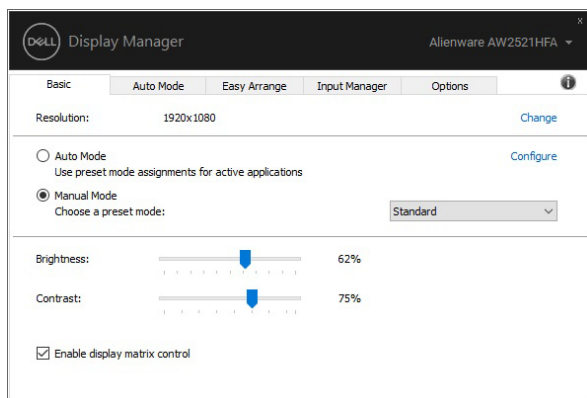 x
DELL Display Manager Alienware AW2521HFA
Basic Auto Mode Easy Arrange Input Manager Options i
Resolution: 1920x1080 Change
Auto Mode Configure
Use preset mode assignments for active applications
Manual Mode
Choose a preset mode: Standard
Brightness: 62%
Contrast: 75%
Enable display matrix control